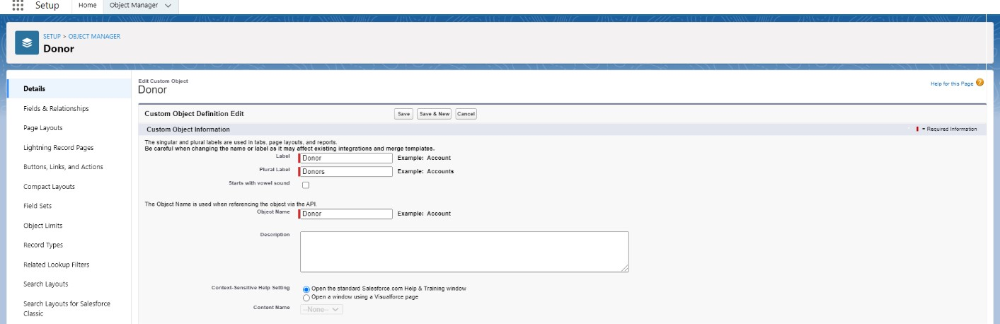 Setup Home Object Manager
SETUP > OBJECT MANAGER
Donor
Details
Fields & Relationships
Page Layouts
Lightning Record Pages
Buttons, Links, and Actions
Compact Layouts
Field Sets
Object Limits
Record Types
Related Lookup Filters
Search Layouts
Search Layouts for Salesforce
Classic
Edit Custom Object
Donor
Help for this Page ?
Custom Object Definition Edit Save Save & New Cancel
Custom Object Information = Required Information
The singular and plural labels are used in tabs, page layouts, and reports.
Be careful when changing the name or label as it may affect existing integrations and merge templates.
Label Donor Example: Account
Plural Label Donors Example: Accounts
Starts with vowel sound
The Object Name is used when referencing the object via the API.
Object Name Donor Example: Account
Description
Context-Sensitive Help Setting Open the standard Salesforce.com Help & Training window
Open a window using a Visualforce page
Content Name --None--